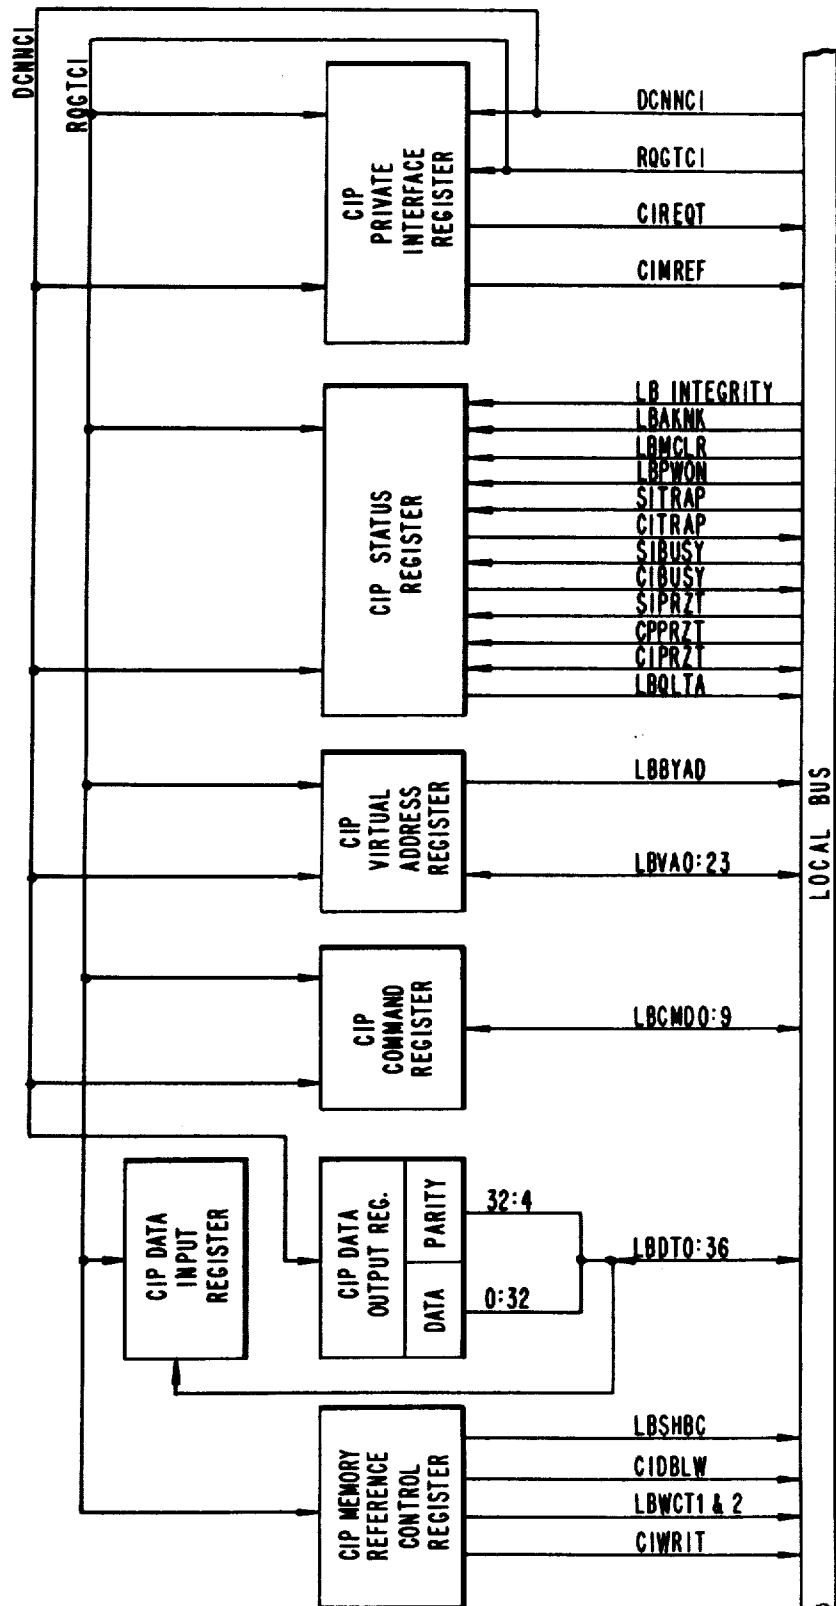 DCNNCI
RQGTCI
CIP
PRIVATE
INTERFACE
REGISTER
DCNNCI
RQGTCI
CIREQT
CIMREF
CIP STATUS
REGISTER
LB INTEGRITY
LBAKNK
LBMCLR
LBPWON
SITRAP
CITRAP
SIBUSY
CIBUSY
SIPRZT
CPPRZT
CIPRZT
LBQLTA
CIP
VIRTUAL
ADDRESS
REGISTER
LBBYAD
LBVA0:23
LOCAL BUS
CIP
COMMAND
REGISTER
LBCMD0:9
CIP DATA
INPUT
REGISTER
CIP DATA
OUTPUT REG.
DATA
PARITY
32:4
0:32
LBDT0:36
CIP MEMORY
REFERENCE
CONTROL
REGISTER
LBSHBC
CIDBLW
LBWCT1 & 2
CIWRIT